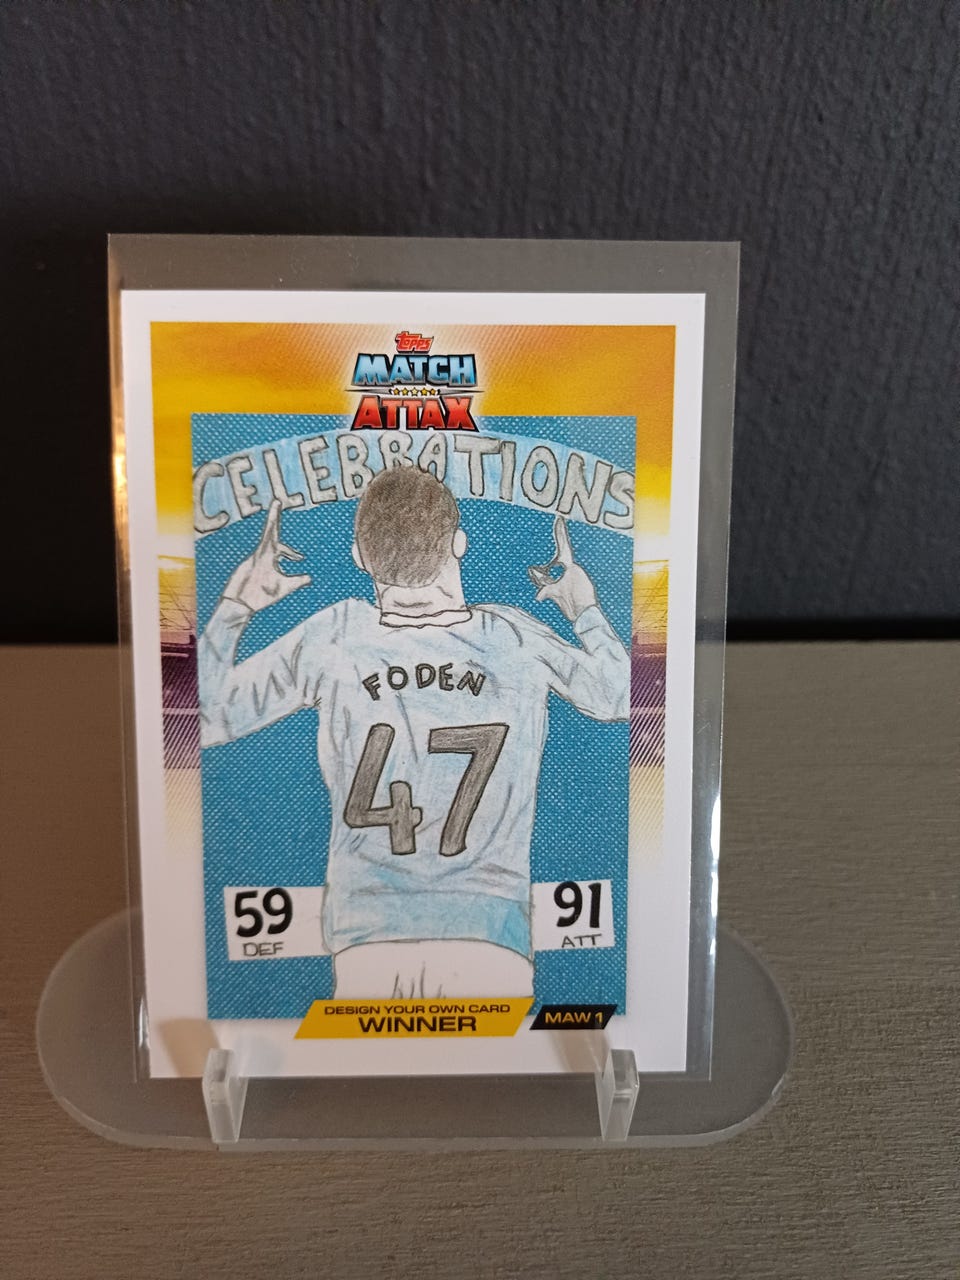 topps
MATCH
ATTAX
CELEBRATIONS
FODEN
47
59
DEF
91
ATT
DESIGN YOUR OWN CARD
WINNER
MAW 1